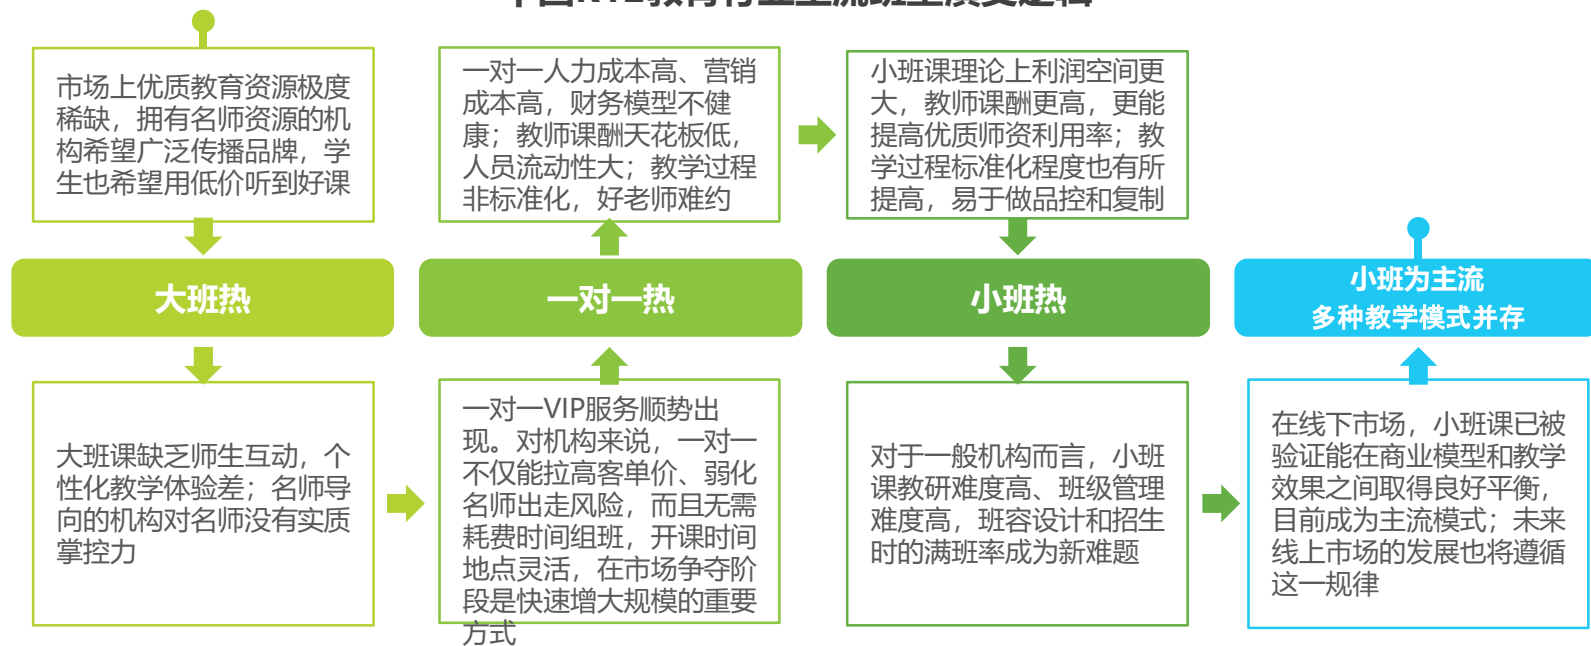 中国K12教育行业主流班型演变逻辑
市场上优质教育资源极度
稀缺，拥有名师资源的机
构希望广泛传播品牌，学
生也希望用低价听到好课
大班热
大班课缺乏师生互动，个
性化教学体验差；名师导
向的机构对名师没有实质
掌控力
一对一VIP服务顺势出
现。对机构来说，一对一
不仅能拉高客单价、弱化
名师出走风险，而且无需
耗费时间组班，开课时间
地点灵活，在市场争夺阶
段是快速增大规模的重要
方式
一对一热
一对一人力成本高、营销
成本高，财务模型不健
康；教师课酬天花板低，
人员流动性大；教学过程
非标准化，好老师难约
小班课理论上利润空间更
大，教师课酬更高，更能
提高优质师资利用率；教
学过程标准化程度也有所
提高，易于做品控和复制
小班热
对于一般机构而言，小班
课教研难度高、班级管理
难度高，班容设计和招生
时的满班率成为新难题
在线下市场，小班课已被
验证能在商业模型和教学
效果之间取得良好平衡，
目前成为主流模式；未来
线上市场的发展也将遵循
这一规律
小班为主流
多种教学模式并存